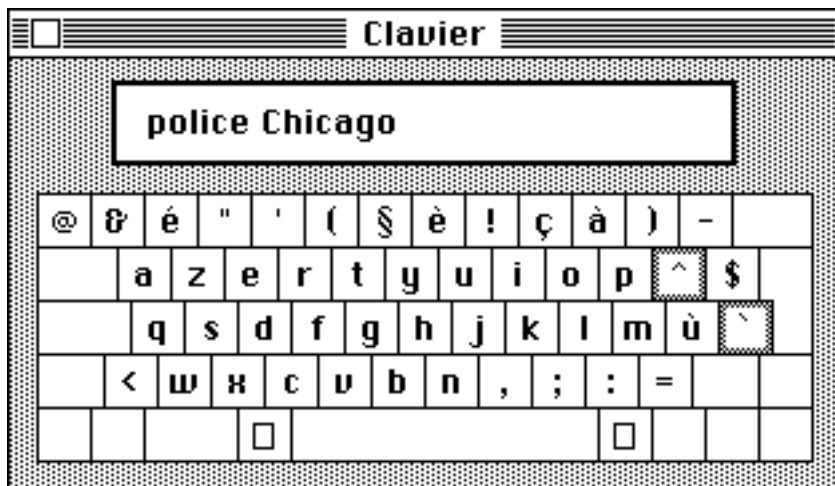 Clavier
police Chicago
@ & é " ' ( § è ! ç à ) -
a z e r t y u i o p ^ $
q s d f g h j k l m ù `
< w x c v b n , ; : =